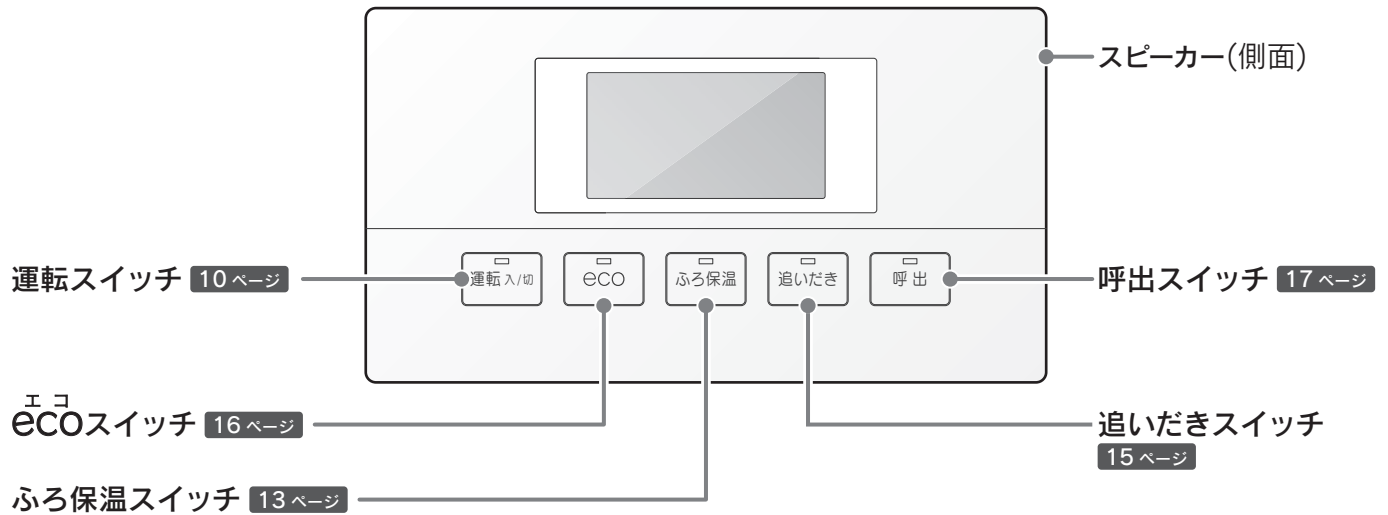 スピーカー(側面)
運転 入/切
eco
ふろ保温
追いだき
呼出
運転スイッチ 10ページ
呼出スイッチ 17ページ
エコ
ecoスイッチ 16ページ
追いだきスイッチ
15ページ
ふろ保温スイッチ 13ページ